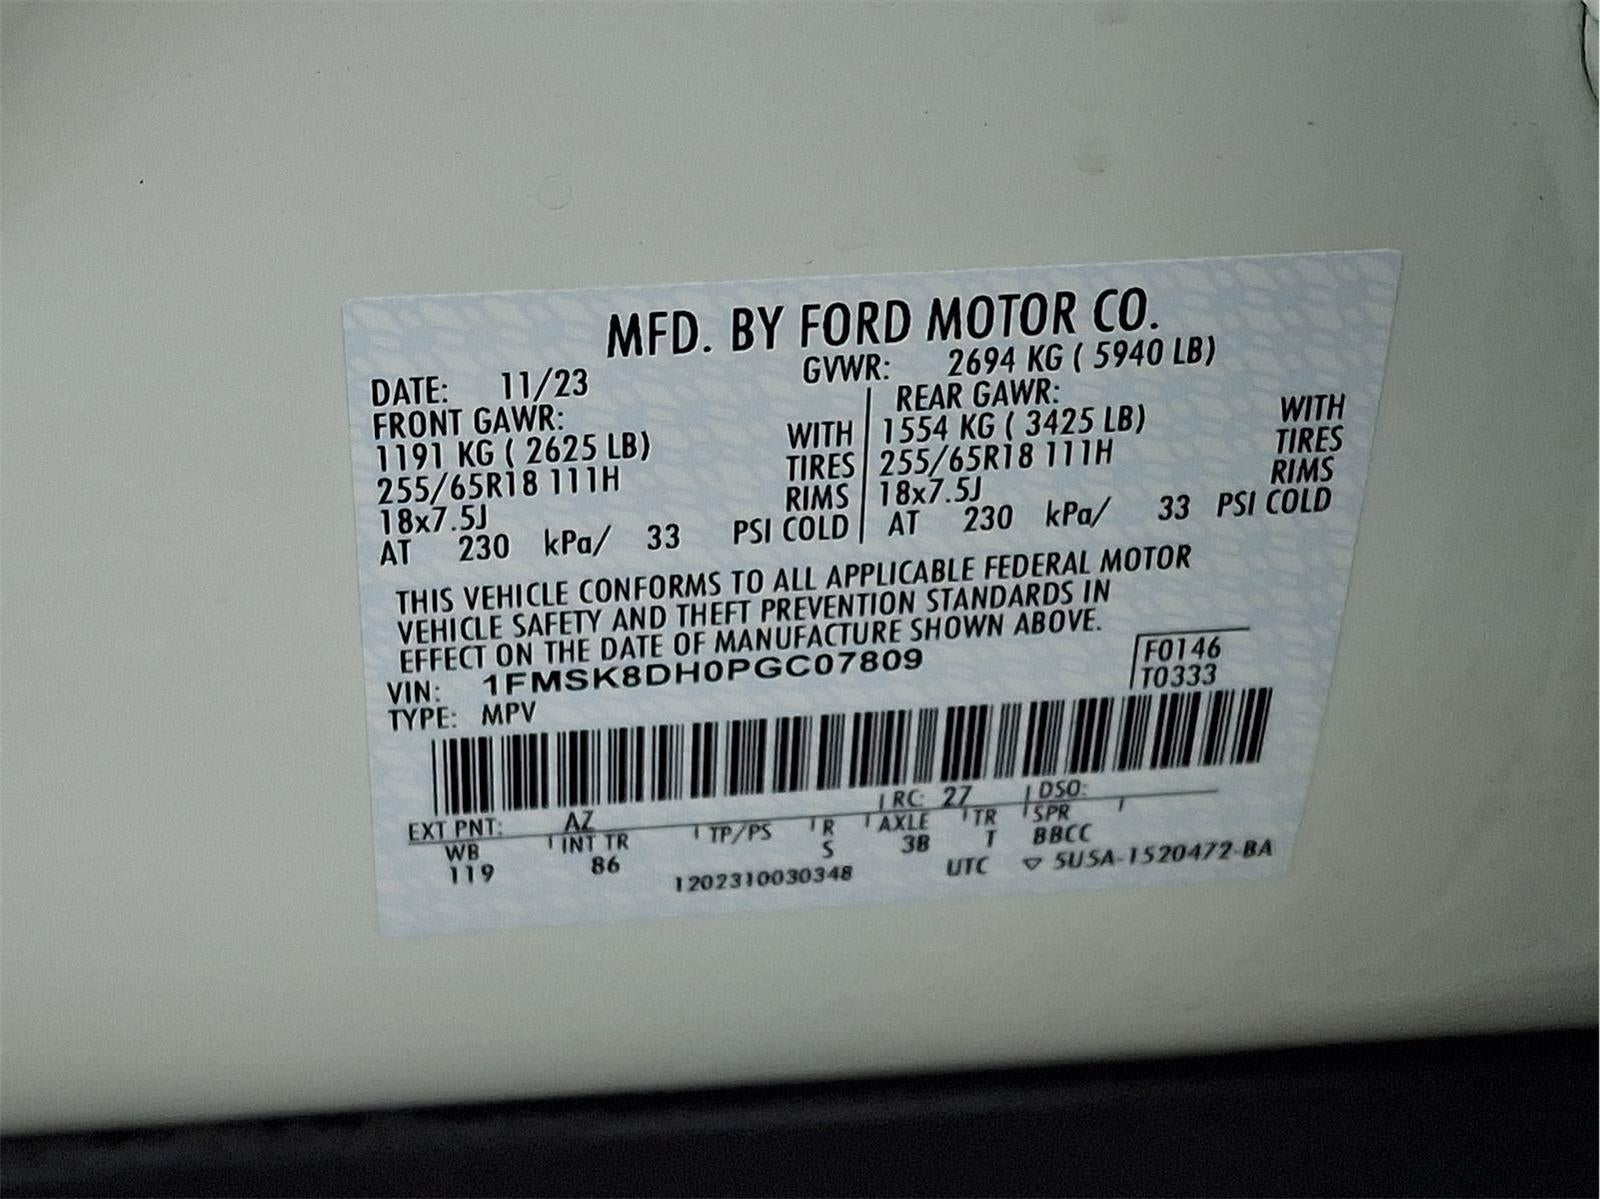 MFD. BY FORD MOTOR CO.
DATE: 11/23 GVWR: 2694 KG ( 5940 LB)
FRONT GAWR: REAR GAWR:
1191 KG ( 2625 LB) WITH 1554 KG ( 3425 LB) WITH
255/65R18 111H TIRES 255/65R18 111H TIRES
18x7.5J RIMS 18x7.5J RIMS
AT 230 kPa/ 33 PSI COLD AT 230 kPa/ 33 PSI COLD
THIS VEHICLE CONFORMS TO ALL APPLICABLE FEDERAL MOTOR
VEHICLE SAFETY AND THEFT PREVENTION STANDARDS IN
EFFECT ON THE DATE OF MANUFACTURE SHOWN ABOVE.
VIN: 1FMSK8DH0PGC07809 F0146
TYPE: MPV T0333
EXT PNT: AZ RC: 27 DSO:
WB INT TR TP/PS R AXLE TR SPR
119 86 S 3B T BBCC
1202310030348 UTC ▽ 5U5A-1520472-BA